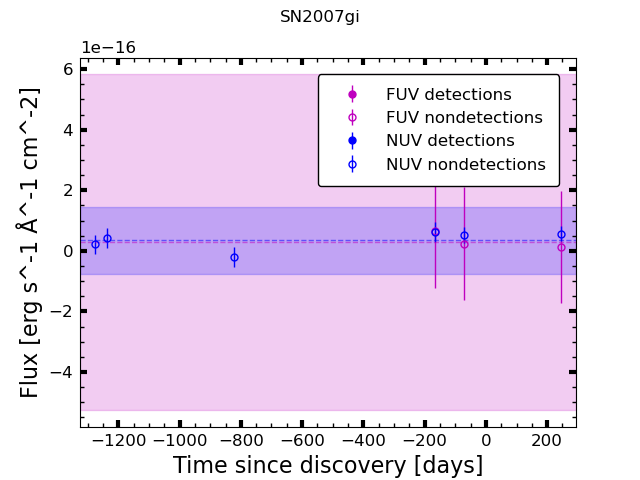 SN2007gi
1e−16
6
4
2
0
−2
−4
Flux [erg s^-1 Å^-1 cm^-2]
FUV detections
FUV nondetections
NUV detections
NUV nondetections
−1200 −1000 −800 −600 −400 −200 0 200
Time since discovery [days]